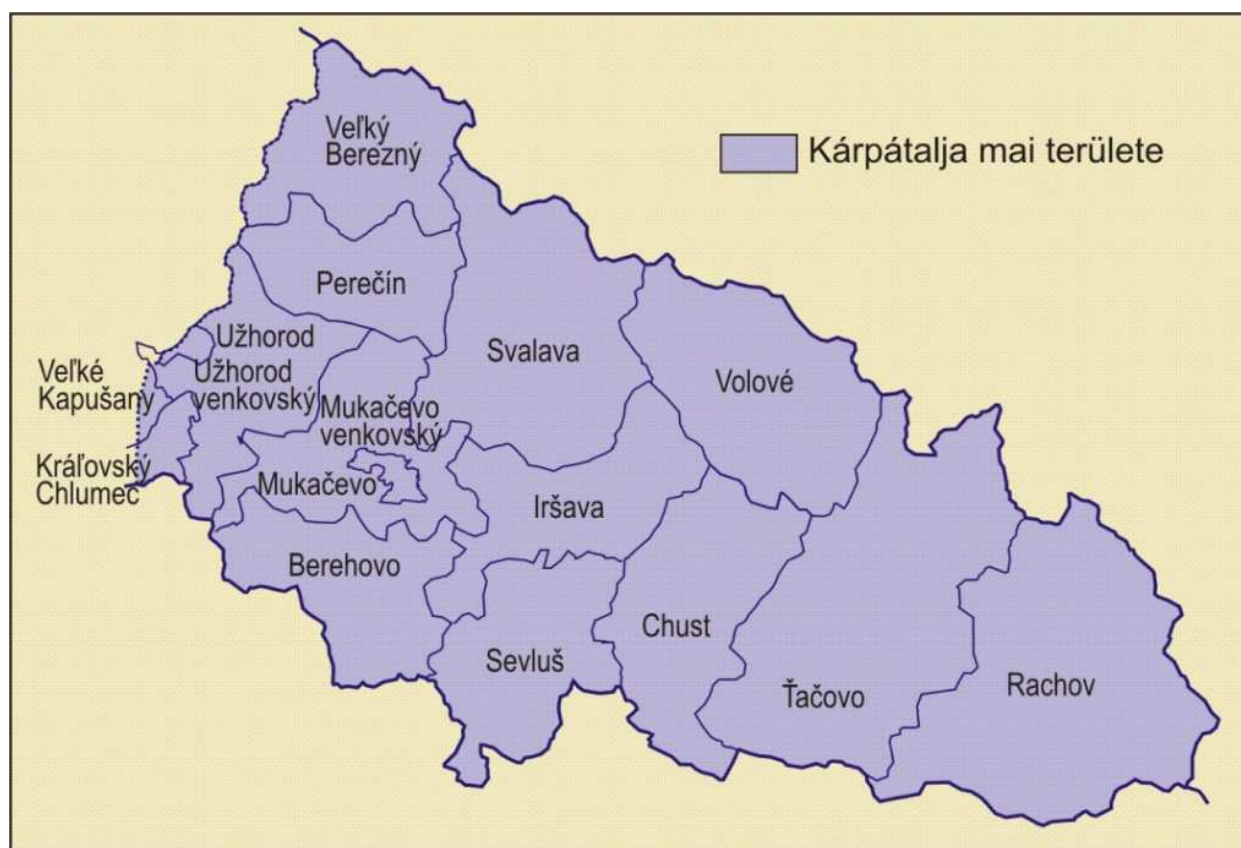 Veľký
Berezný
Kárpátalja mai területe
Perečín
Užhorod
Svalava
Veľké
Kapušany
Užhorod
venkovský
Volové
Mukačevo
venkovský
Kráľovský
Chlumec
Mukačevo
Iršava
Berehovo
Chust
Sevluš
Ťačovo
Rachov